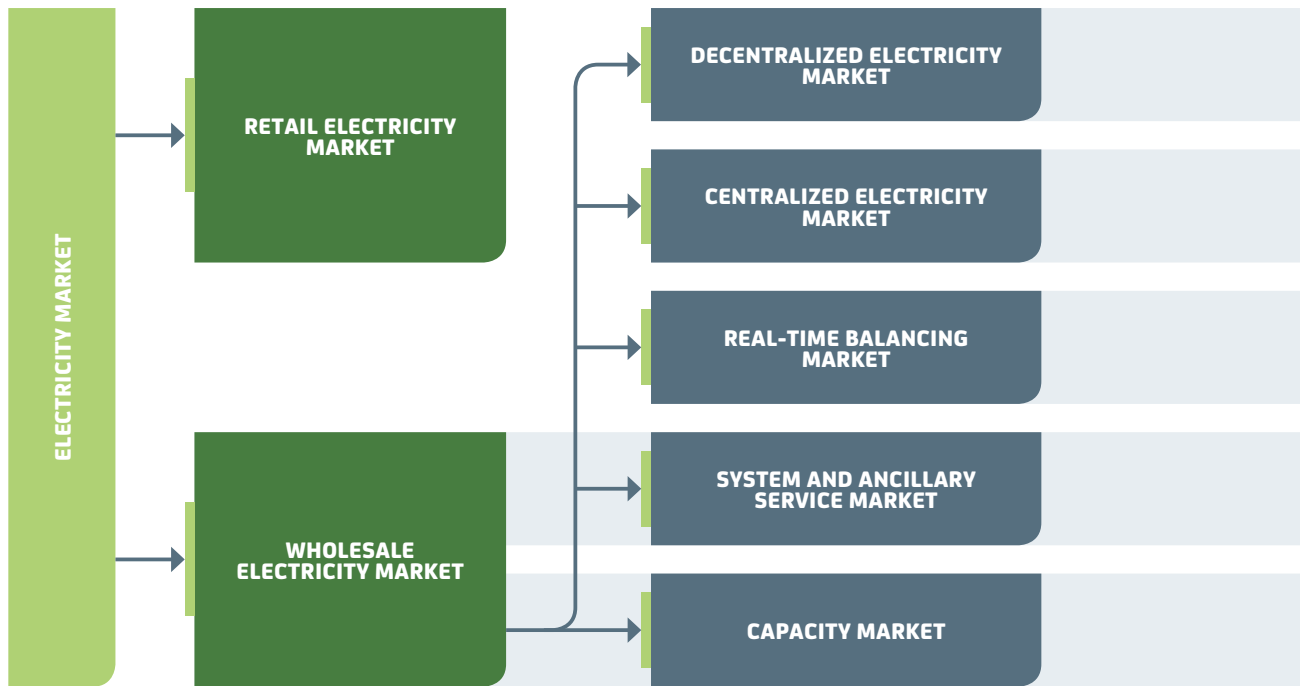 ELECTRICITY MARKET
RETAIL ELECTRICITY
MARKET
WHOLESALE
ELECTRICITY MARKET
DECENTRALIZED ELECTRICITY
MARKET
CENTRALIZED ELECTRICITY
MARKET
REAL-TIME BALANCING
MARKET
SYSTEM AND ANCILLARY
SERVICE MARKET
CAPACITY MARKET